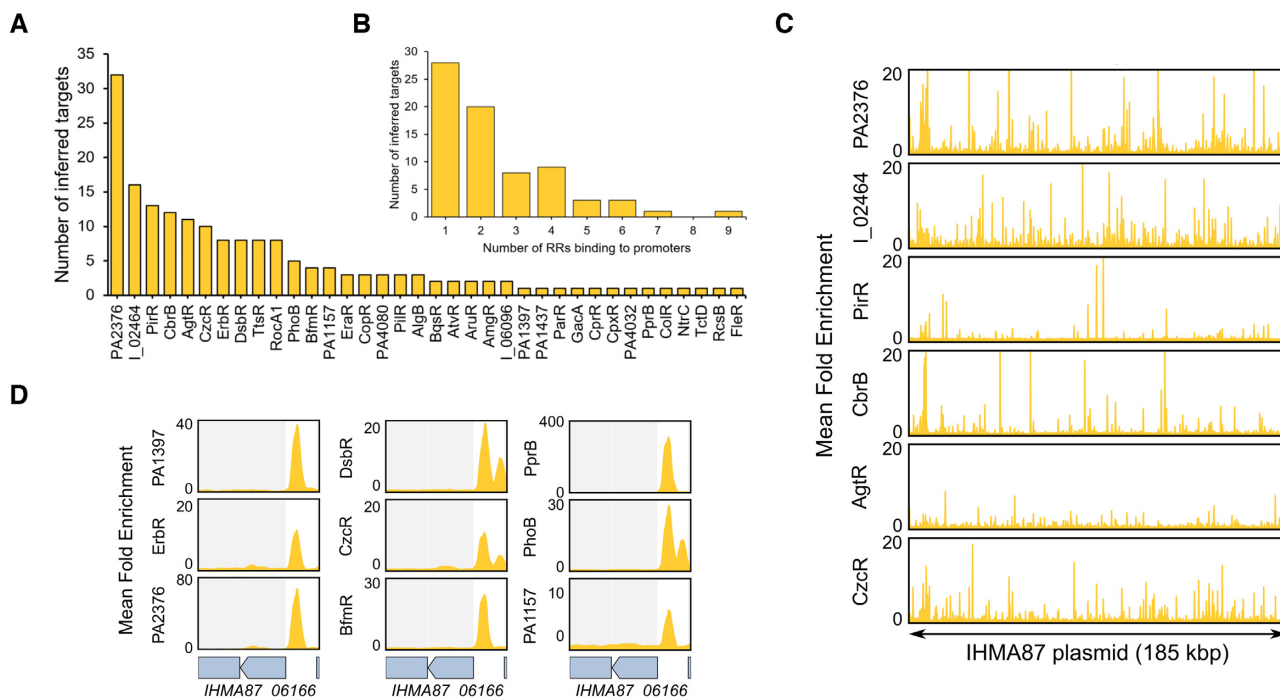 A
Number of inferred targets
35
30
25
20
15
10
5
0
PA2376
I_02464
PirR
CbrB
AgtR
CzcR
ErbR
DsbR
TtsR
RocA1
PhoB
BfmR
PA1157
EraR
CopR
PA4080
PilR
AlgB
BqsR
AtvR
AruR
AmgR
I_06096
PA1397
PA1437
ParR
GacA
CprR
CpxR
PA4032
PprB
ColR
NtrC
TctD
RcsB
FleR
B
Number of inferred targets
30
25
20
15
10
5
0
1 2 3 4 5 6 7 8 9
Number of RRs binding to promoters
C
Mean Fold Enrichment
PA2376
20
0
I_02464
20
0
PirR
20
0
CbrB
20
0
AgtR
20
0
CzcR
20
0
IHMA87 plasmid (185 kbp)
D
Mean Fold Enrichment
PA1397
40
0
DsbR
20
0
PprB
400
0
ErbR
20
0
CzcR
20
0
PhoB
30
0
PA2376
80
0
BfmR
30
0
PA1157
10
0
IHMA87_06166
IHMA87_06166
IHMA87_06166